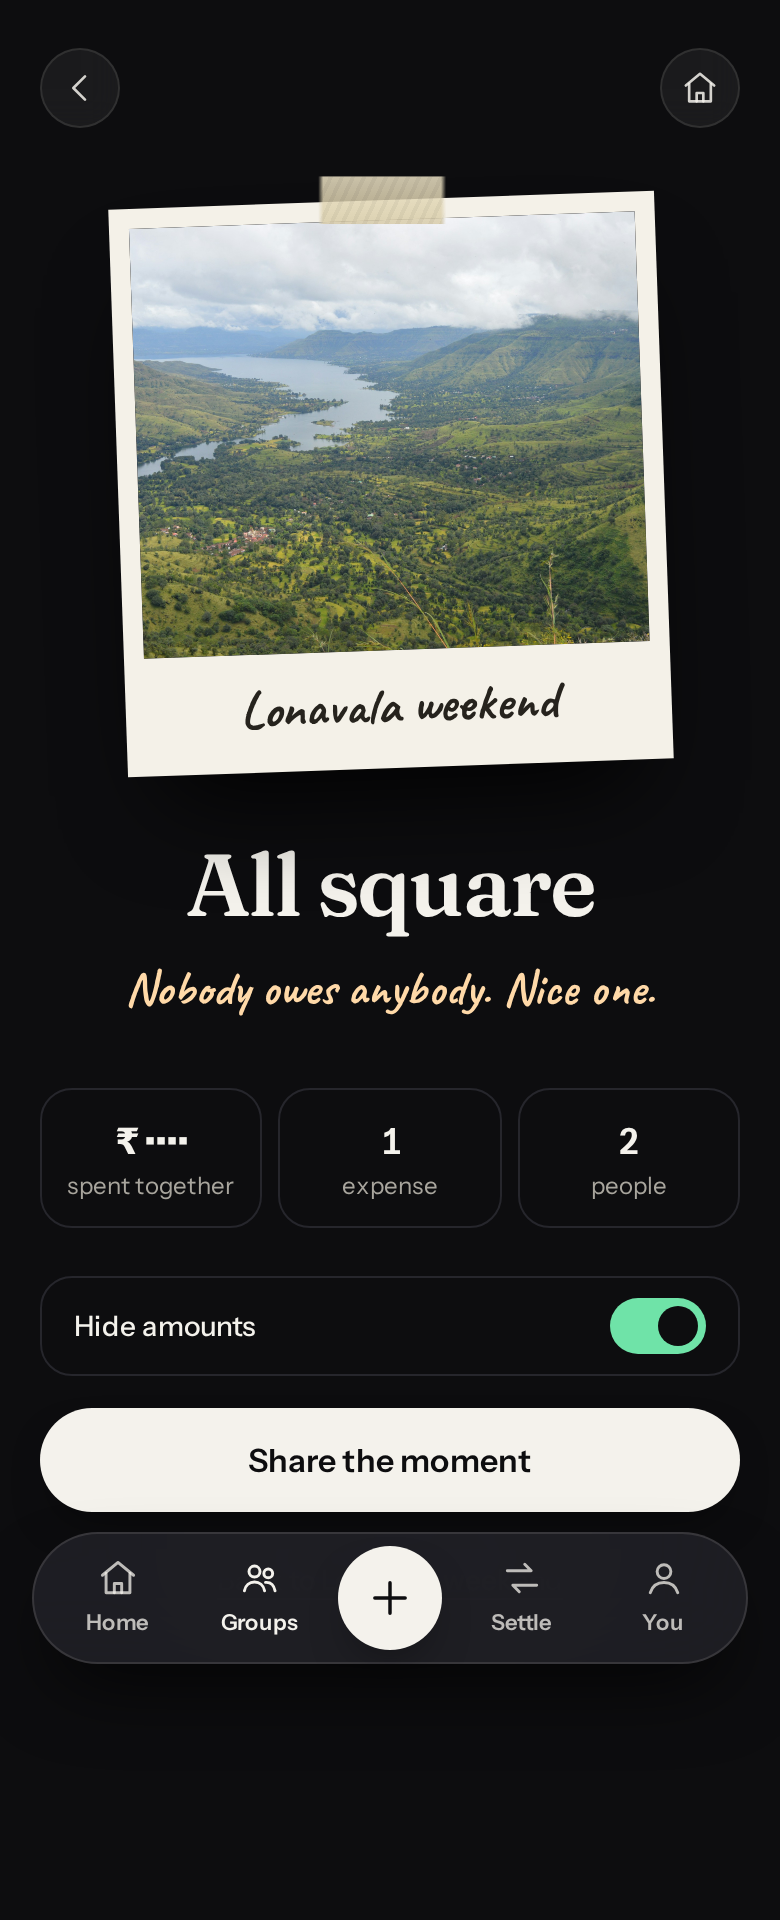 Lonavala weekend
All square
Nobody owes anybody. Nice one.
₹ ····
spent together
1
expense
2
people
Hide amounts
Share the moment
Home
Groups
Settle
You